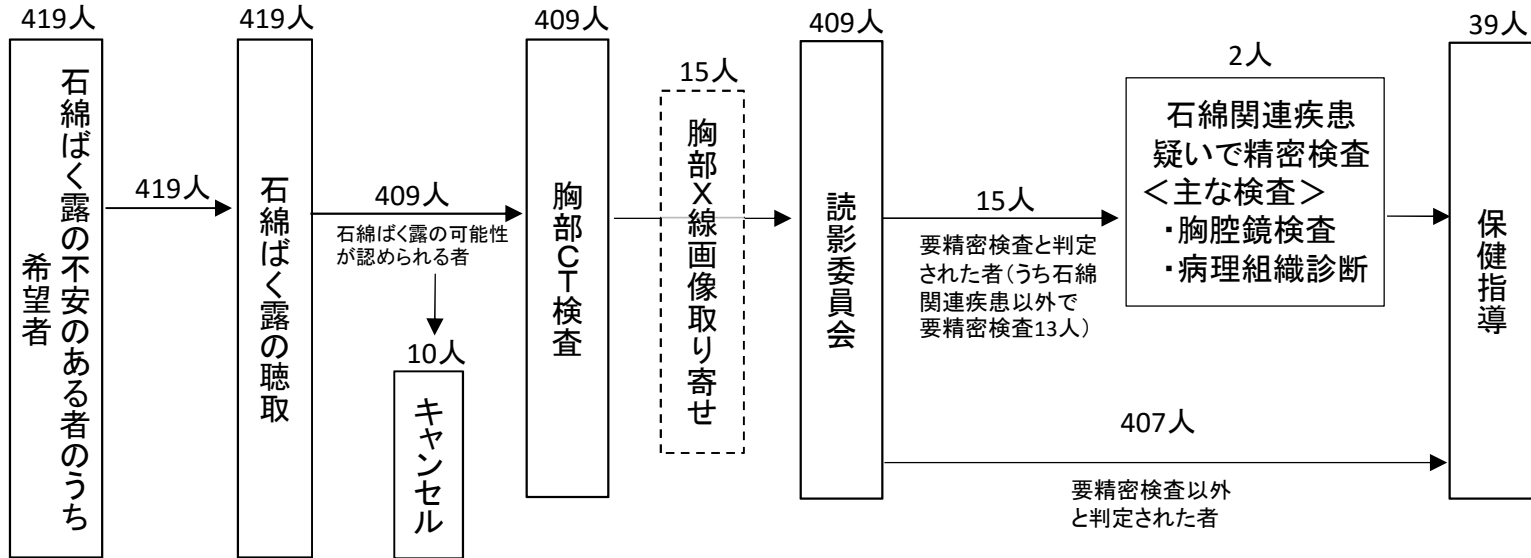 419人
石綿ばく露の不安のある者のうち
希望者
419人
419人
石綿ばく露の聴取
409人
石綿ばく露の可能性
が認められる者
10人
キャンセル
409人
胸部CT検査
15人
胸部X線画像取り寄せ
409人
読影委員会
15人
要精密検査と判定
された者(うち石綿
関連疾患以外で
要精密検査13人)
2人
石綿関連疾患
疑いで精密検査
<主な検査>
・胸腔鏡検査
・病理組織診断
407人
要精密検査以外
と判定された者
39人
保健指導